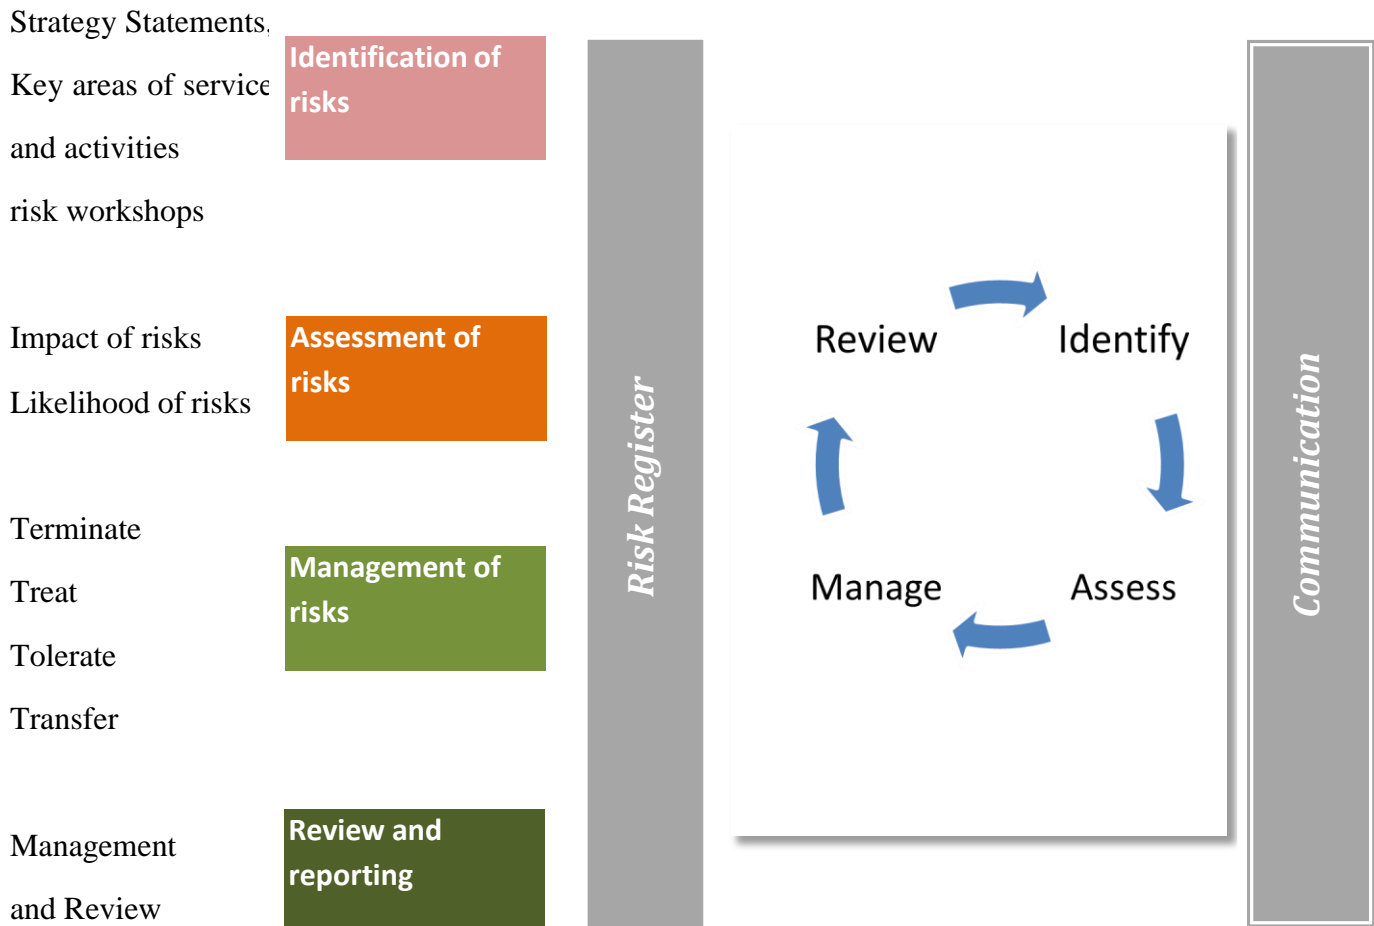 Strategy Statements,
Key areas of service
and activities
risk workshops
Identification of
risks
Impact of risks
Likelihood of risks
Assessment of
risks
Terminate
Treat
Tolerate
Transfer
Management of
risks
Management
and Review
Review and
reporting
Risk Register
Review
Identify
Manage
Assess
Communication